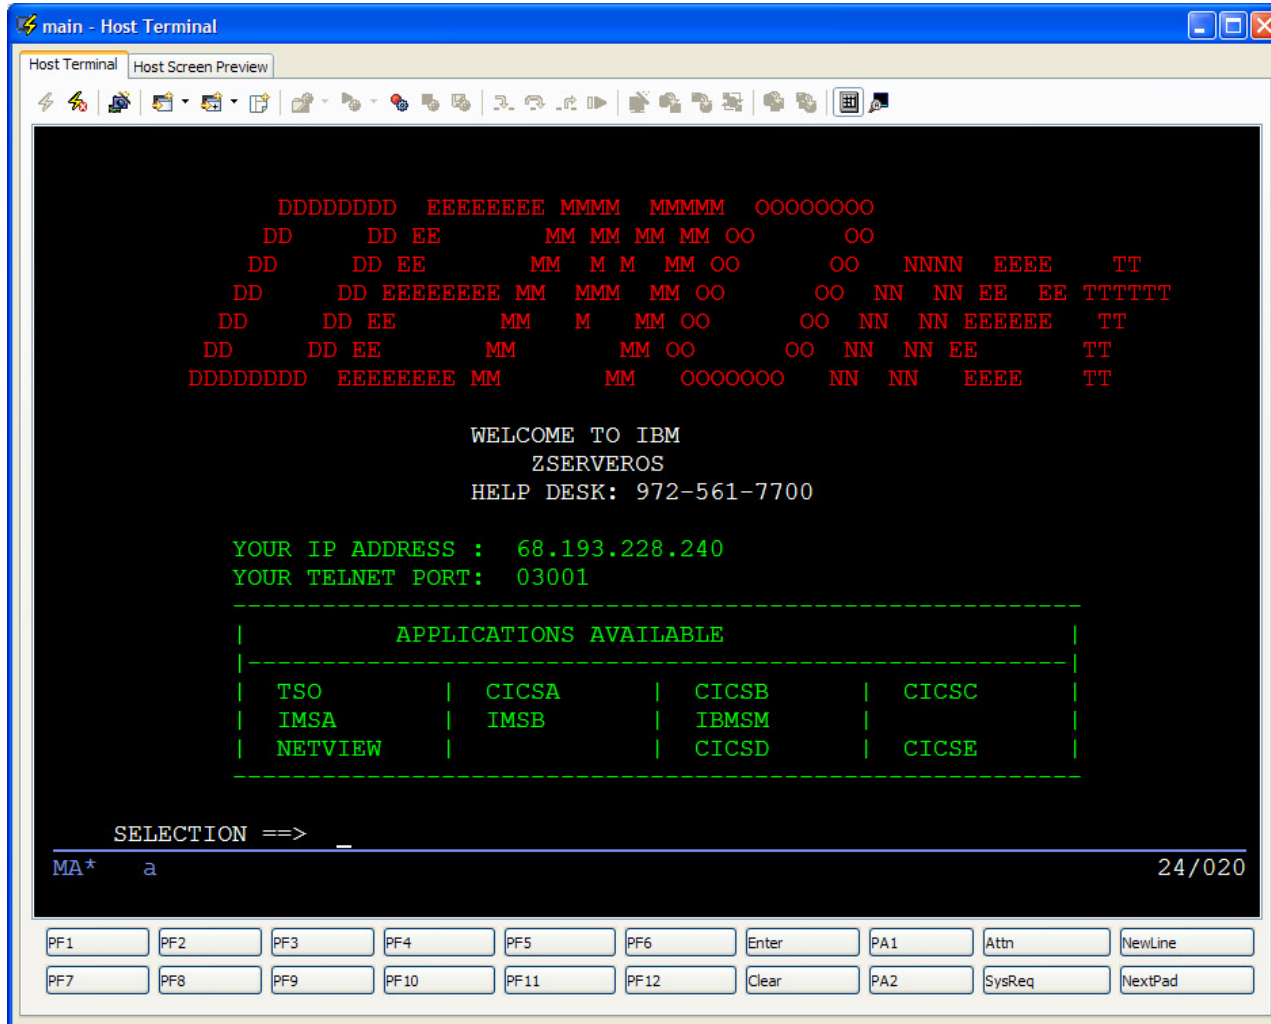 main - Host Terminal
Host Terminal Host Screen Preview
DDDDDDDD EEEEEEEE MMMM MMMMM OOOOOOOO
DD DD EE MM MM MM MM OO OO
DD DD EE MM M M MM OO OO NNNN EEEE TT
DD DD EEEEEEEE MM MMM MM OO OO NN NN EE EE TTTTTT
DD DD EE MM M MM OO OO NN NN EEEEEE TT
DD DD EE MM MM OO OO NN NN EE TT
DDDDDDDD EEEEEEEE MM MM OOOOOOO NN NN EEEE TT
WELCOME TO IBM
ZSERVEROS
HELP DESK: 972-561-7700
YOUR IP ADDRESS : 68.193.228.240
YOUR TELNET PORT: 03001
---------------------------------------------------------
| APPLICATIONS AVAILABLE |
|-------------------------------------------------------|
| TSO | CICSA | CICSB | CICSC |
| IMSA | IMSB | IBMSM | |
| NETVIEW | | CICSD | CICSE |
---------------------------------------------------------
SELECTION ==> _
MA* a 24/020
PF1 PF2 PF3 PF4 PF5 PF6 Enter PA1 Attn NewLine
PF7 PF8 PF9 PF10 PF11 PF12 Clear PA2 SysReq NextPad